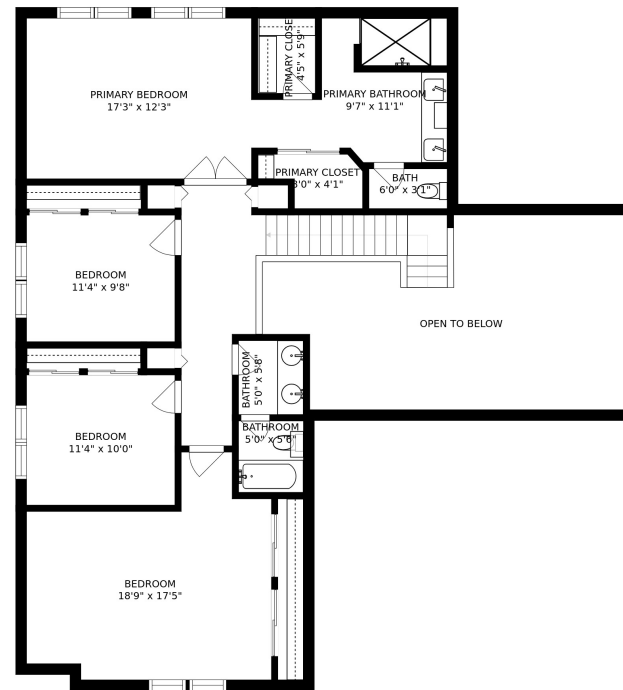 PRIMARY BEDROOM
17'3" x 12'3"
PRIMARY CLOSE
4'5" x 5'9"
PRIMARY BATHROOM
9'7" x 11'1"
PRIMARY CLOSET
8'0" x 4'1"
BATH
6'0" x 3'1"
BEDROOM
11'4" x 9'8"
OPEN TO BELOW
BATHROOM
5'0" x 5'8"
BEDROOM
11'4" x 10'0"
BATHROOM
5'0" x 5'6"
BEDROOM
18'9" x 17'5"